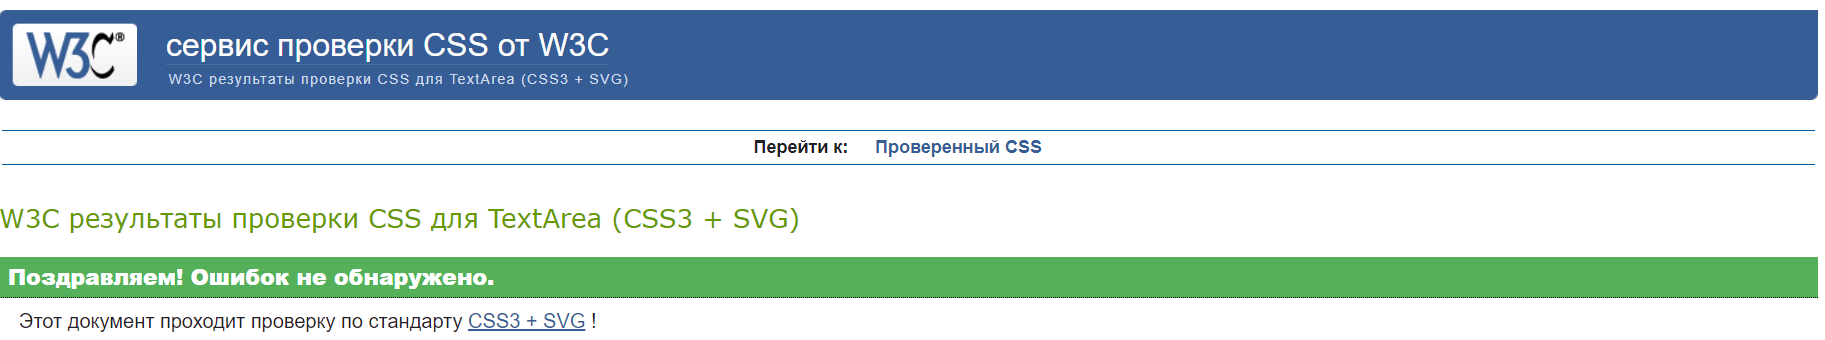 W3C®
сервис проверки CSS от W3C
W3C результаты проверки CSS для TextArea (CSS3 + SVG)
Перейти к: Проверенный CSS
W3C результаты проверки CSS для TextArea (CSS3 + SVG)
Поздравляем! Ошибок не обнаружено.
Этот документ проходит проверку по стандарту CSS3 + SVG !